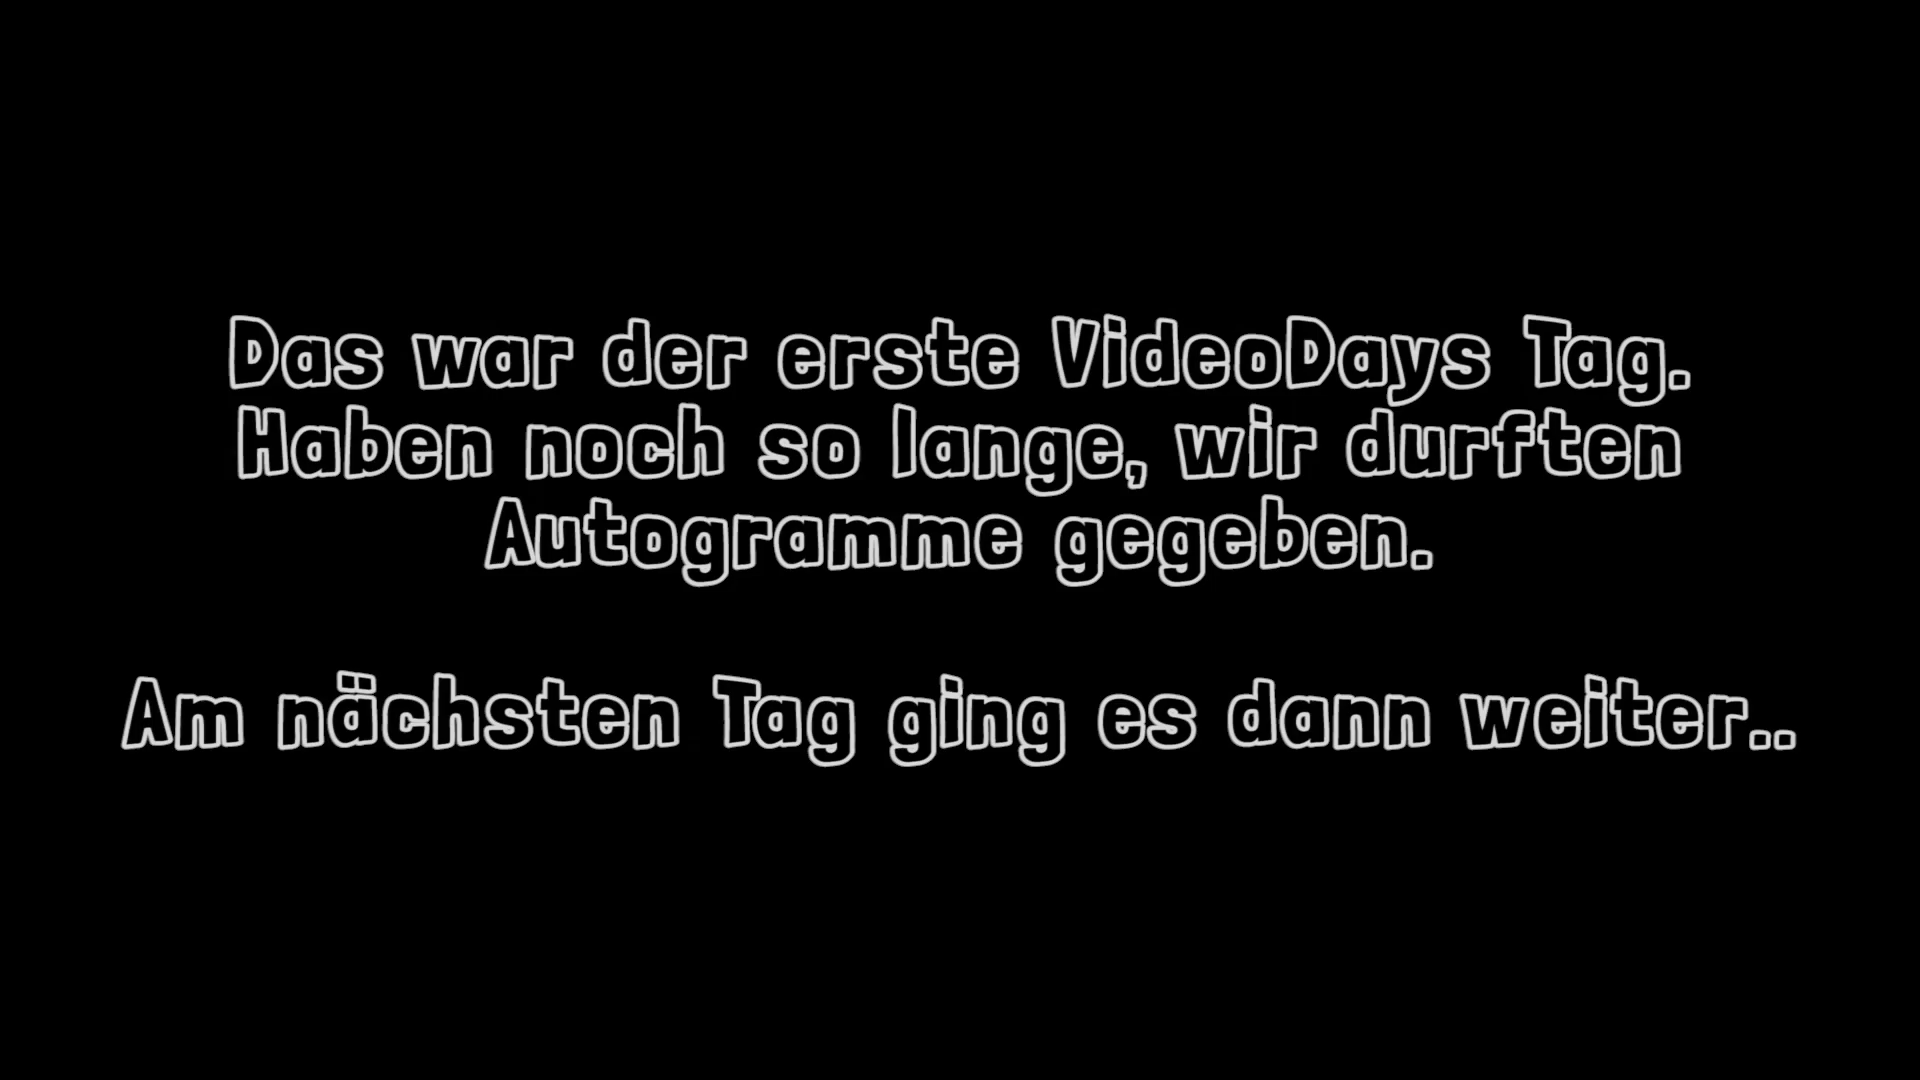 Das war der erste VideoDays Tag.
Haben noch so lange, wir durften
Autogramme gegeben.
Am nächsten Tag ging es dann weiter..